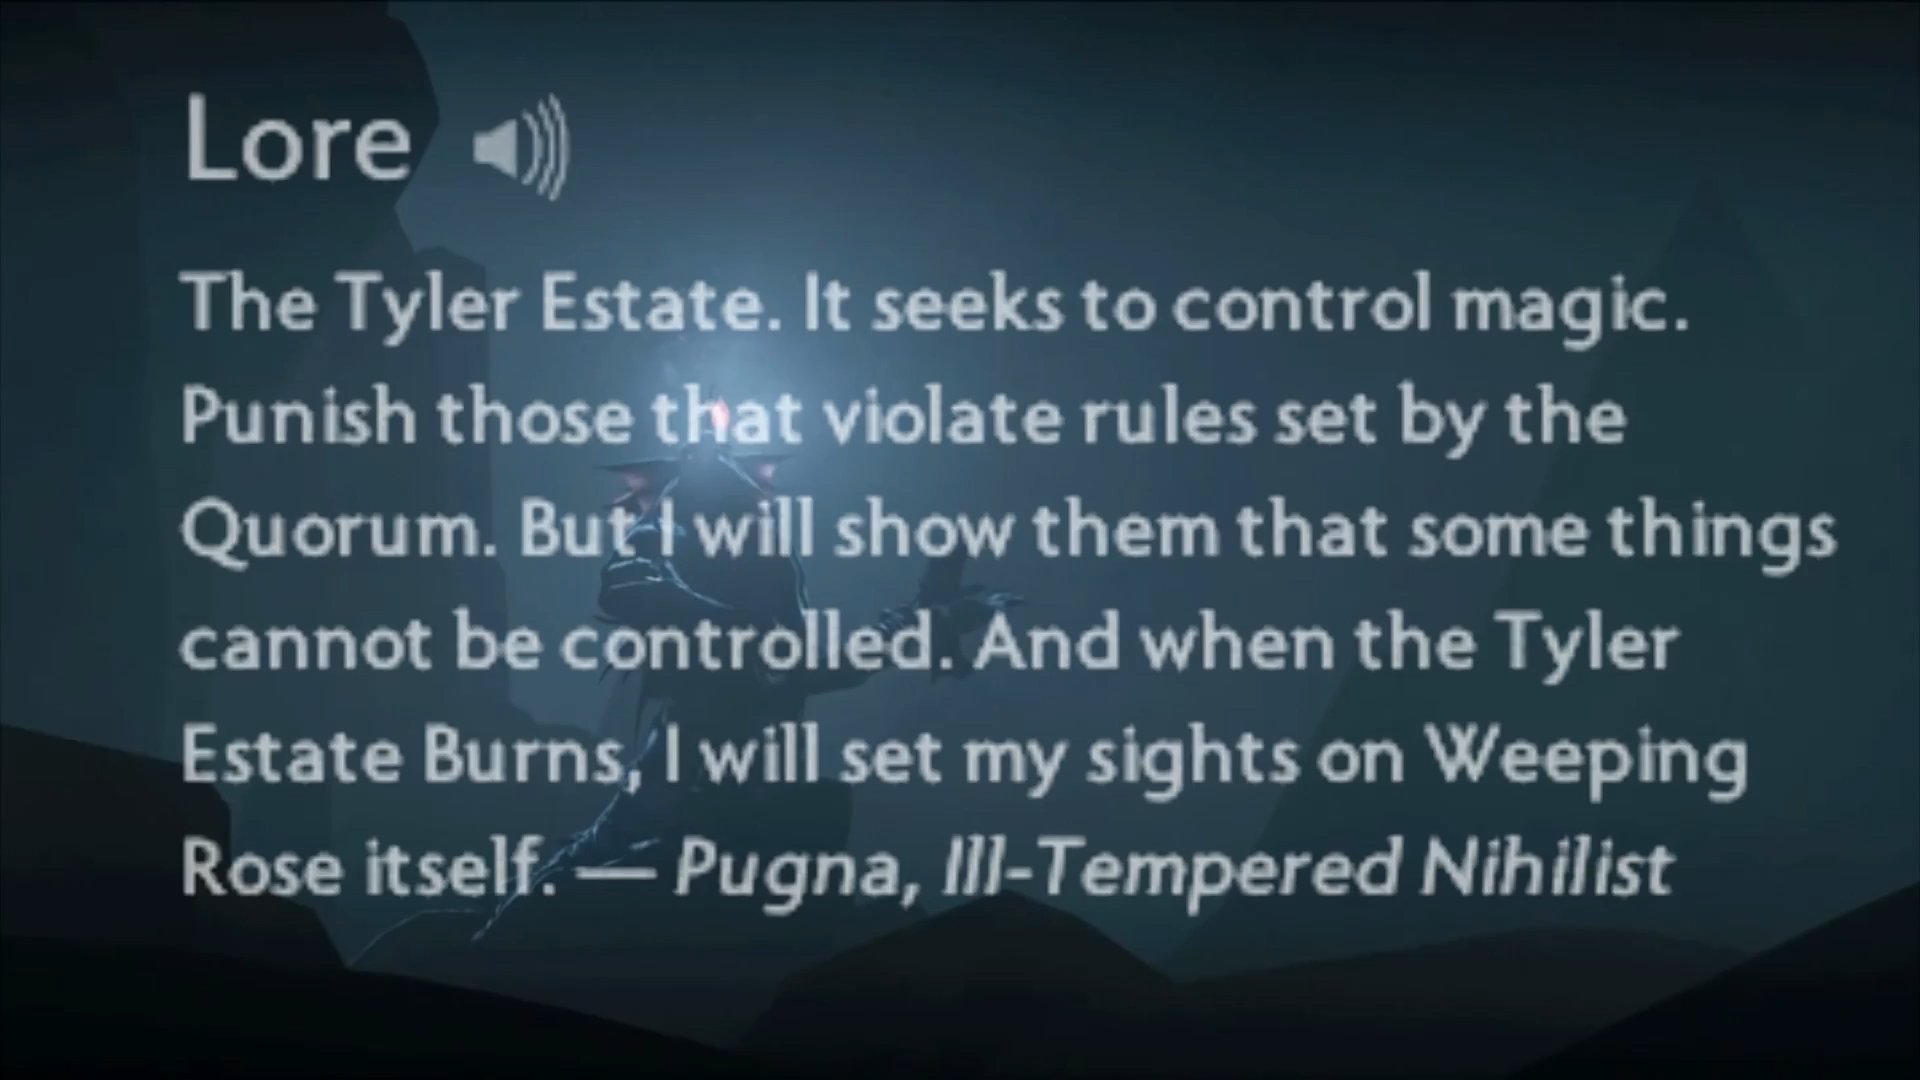 Lore
The Tyler Estate. It seeks to control magic.
Punish those that violate rules set by the
Quorum. But I will show them that some things
cannot be controlled. And when the Tyler
Estate Burns, I will set my sights on Weeping
Rose itself. — Pugna, Ill-Tempered Nihilist